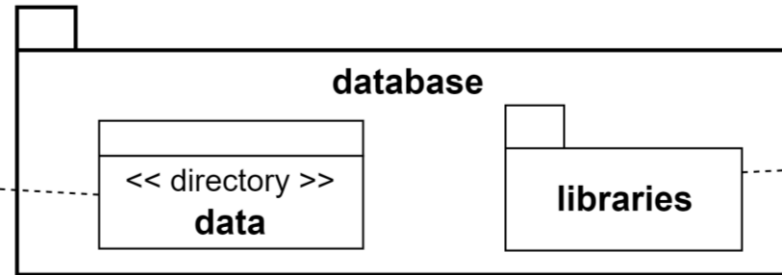 database
<< directory >>
data
libraries